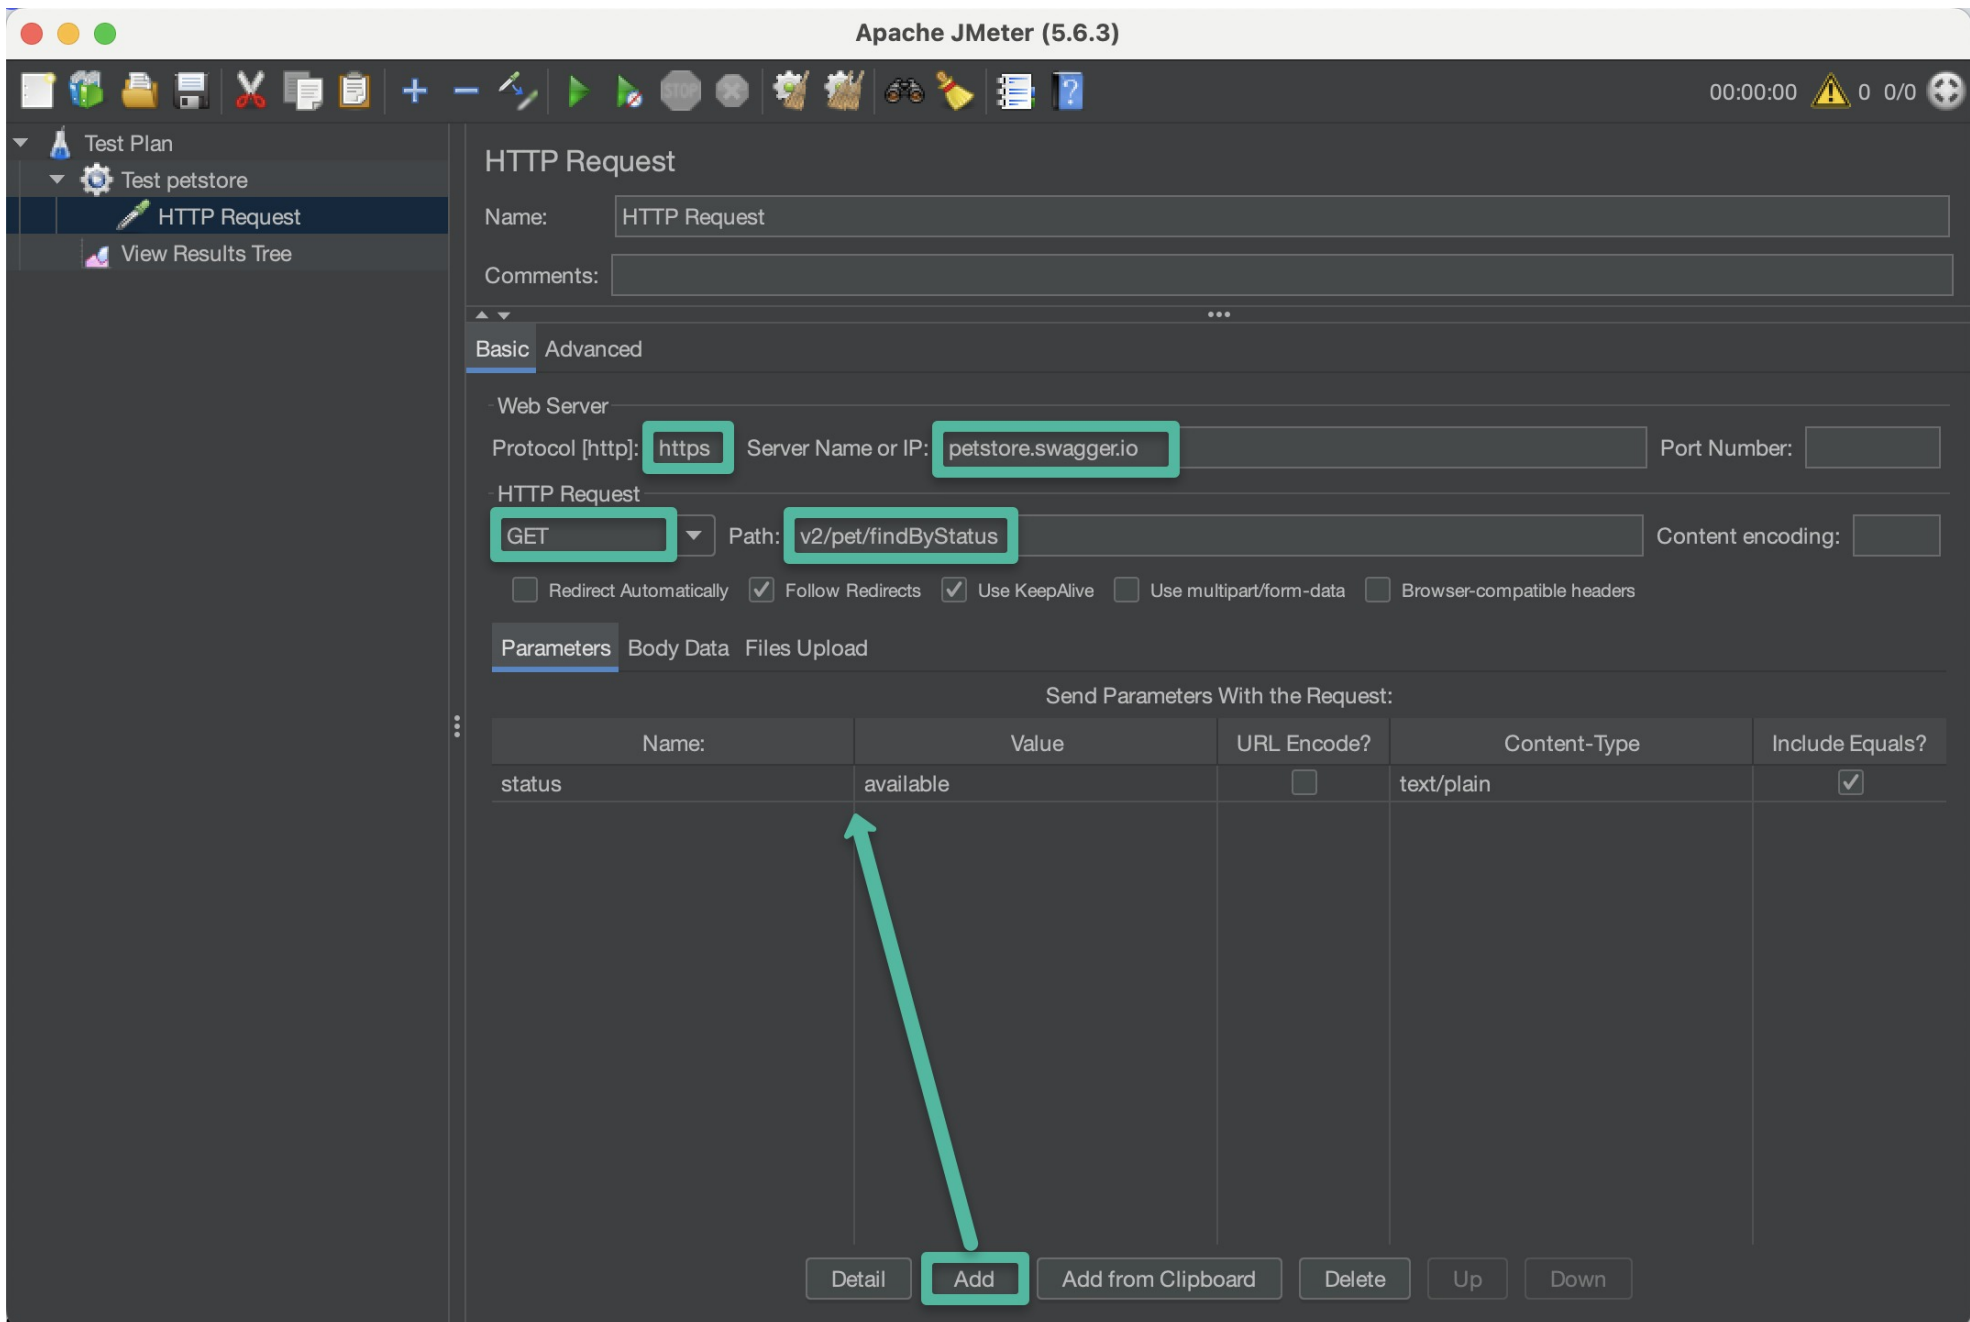 Apache JMeter (5.6.3)
STOP
00:00:00 0 0/0
Test Plan
Test petstore
HTTP Request
View Results Tree
HTTP Request
Name: HTTP Request
Comments:
Basic Advanced
Web Server
Protocol [http]: https Server Name or IP: petstore.swagger.io Port Number:
HTTP Request
GET Path: v2/pet/findByStatus Content encoding:
Redirect Automatically Follow Redirects Use KeepAlive Use multipart/form-data Browser-compatible headers
Parameters Body Data Files Upload
Send Parameters With the Request:
Name: Value URL Encode? Content-Type Include Equals?
status available text/plain
Detail Add Add from Clipboard Delete Up Down